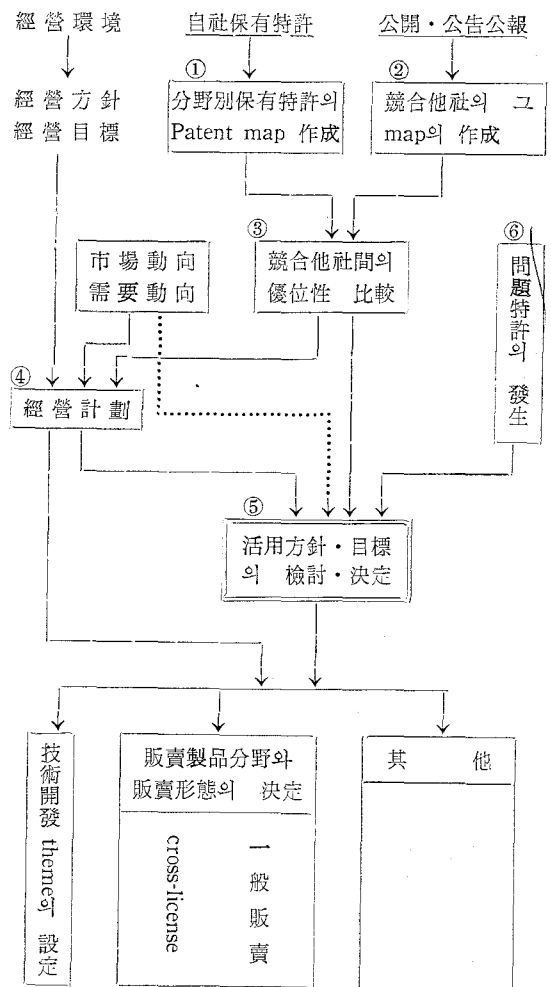 經營環境
自社保有特許
公開・公告公報
經營方針
經營目標
①
分野別保有特許의
Patent map 作成
②
競合他社의 그
map의 作成
市場動向
需要動向
③
競合他社間의
優位性 比較
⑥
問題特許의 發生
④
經營計劃
⑤
活用方針・目標
의 檢討・決定
技術開發 theme의 設定
販賣製品分野와
販賣形態의 決定
一般販賣
cross-license
其他